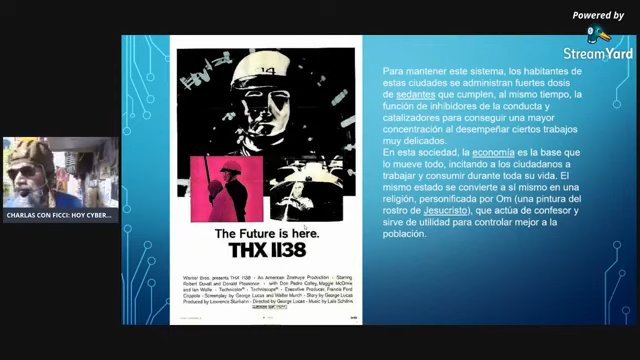 Powered by
StreamYard
Para mantener este sistema, los habitantes de
estas ciudades se administran fuertes dosis
de sedantes que cumplen, al mismo tiempo, la
función de inhibidores de la conducta y
catalizadores para conseguir una mayor
concentración al desempeñar ciertos trabajos
muy delicados.
En esta sociedad, la economía es la base que
lo mueve todo, incitando a los ciudadanos a
trabajar y consumir durante toda su vida. El
mismo estado se convierte a sí mismo en una
religión, personificada por Om (una pintura del
rostro de Jesucristo), que actúa de confesor y
sirve de utilidad para controlar mejor a la
población.
CHARLAS CON FICCI: HOY CYBER...
The Future is here.
THX 1138
Warner Bros. presents THX 1138 · An American Zoetrope Production · Starring
Robert Duvall and Donald Pleasence · with Don Pedro Colley, Maggie McOmie
and Ian Wolfe · Technicolor® · Techniscope® · Executive Producer, Francis Ford
Coppola · Screenplay by George Lucas and Walter Murch · Story by George Lucas
Produced by Lawrence Sturhahn · Directed by George Lucas · Music by Lalo Schifrin